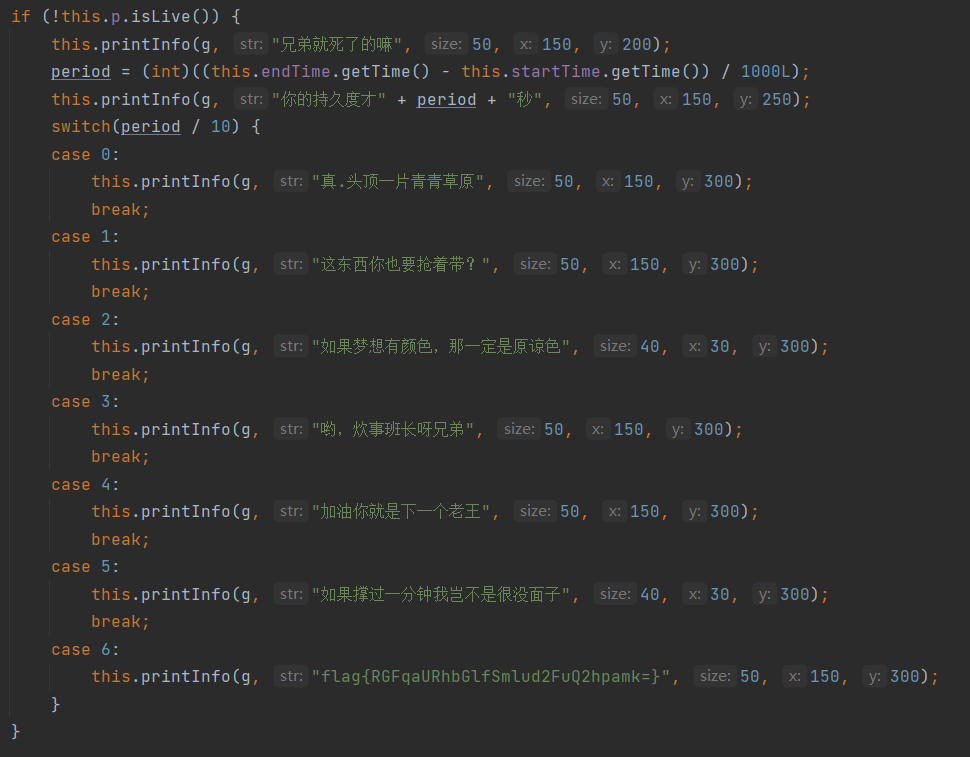 if (!this.p.isLive()) {
this.printInfo(g, str: "兄弟就死了的嘛", size: 50, x: 150, y: 200);
period = (int)((this.endTime.getTime() - this.startTime.getTime()) / 1000L);
this.printInfo(g, str: "你的持久度才" + period + "秒", size: 50, x: 150, y: 250);
switch(period / 10) {
case 0:
this.printInfo(g, str: "真.头顶一片青青草原", size: 50, x: 150, y: 300);
break;
case 1:
this.printInfo(g, str: "这东西你也要抢着带？", size: 50, x: 150, y: 300);
break;
case 2:
this.printInfo(g, str: "如果梦想有颜色，那一定是原谅色", size: 40, x: 30, y: 300);
break;
case 3:
this.printInfo(g, str: "哟，炊事班长呀兄弟", size: 50, x: 150, y: 300);
break;
case 4:
this.printInfo(g, str: "加油你就是下一个老王", size: 50, x: 150, y: 300);
break;
case 5:
this.printInfo(g, str: "如果撑过一分钟我岂不是很没面子", size: 40, x: 30, y: 300);
break;
case 6:
this.printInfo(g, str: "flag{RGFqaURhbGlfSmlud2FuQ2hpamk=}", size: 50, x: 150, y: 300);
}
}